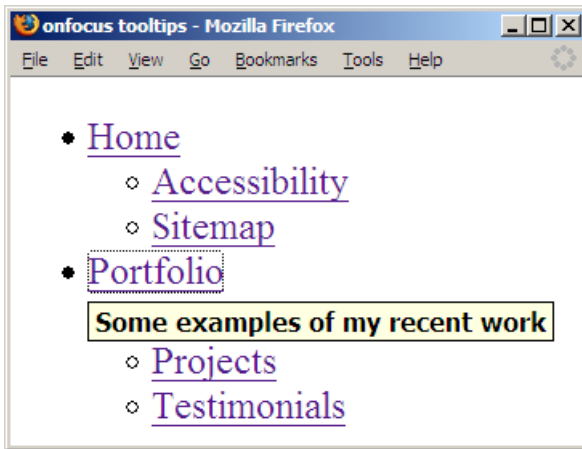 onfocus tooltips - Mozilla Firefox
File Edit View Go Bookmarks Tools Help
Home
Accessibility
Sitemap
Portfolio
Some examples of my recent work
Projects
Testimonials